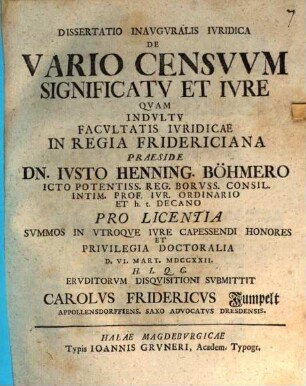 7
DISSERTATIO INAVGVRALIS IVRIDICA
DE
VARIO CENSVVM
SIGNIFICATV ET IVRE
QVAM
INDVLTV
FACVLTATIS IVRIDICAE
IN REGIA FRIDERICIANA
PRAESIDE
DN. IVSTO HENNING. BÖHMERO
ICTO POTENTISS. REG. BORVSS. CONSIL.
INTIM. PROF. IVR. ORDINARIO
ET h. t. DECANO
PRO LICENTIA
SVMMOS IN VTROQVE IVRE CAPESSENDI HONORES
ET
PRIVILEGIA DOCTORALIA
D. VI. MART. MDCCXXII.
H. L. Q. C.
ERVDITORVM DISQVISITIONI SVBMITTIT
CAROLVS FRIDERICVS Pumpelt
APPOLLENSDORFFIENS. SAXO ADVOCATVS DRESDENSIS.
HALAE MAGDEBVRGICAE
Typis IOANNIS GRVNERI, Academ. Typogr.